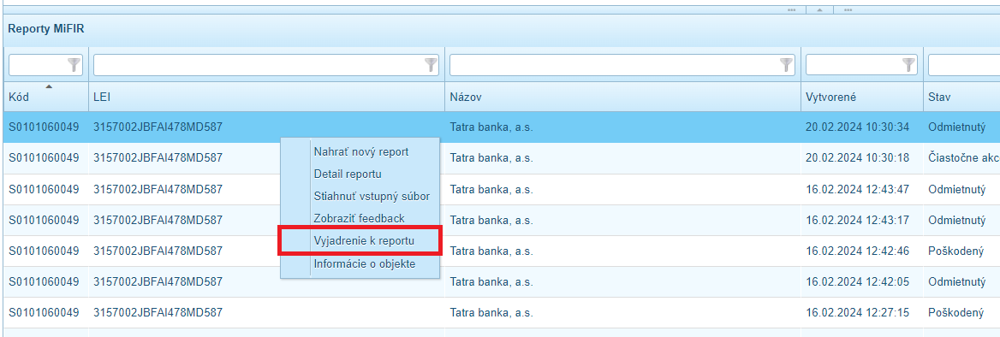 Reporty MiFIR
Kód LEI Názov Vytvorené Stav
S0101060049 3157002JBFAI478MD587 Tatra banka, a.s. 20.02.2024 10:30:34 Odmietnutý
S0101060049 3157002JBFAI478MD587 Tatra banka, a.s. 20.02.2024 10:30:18 Čiastočne akc
S0101060049 3157002JBFAI478MD587 Tatra banka, a.s. 16.02.2024 12:43:47 Odmietnutý
S0101060049 3157002JBFAI478MD587 Tatra banka, a.s. 16.02.2024 12:43:17 Odmietnutý
S0101060049 3157002JBFAI478MD587 Tatra banka, a.s. 16.02.2024 12:42:46 Poškodený
S0101060049 3157002JBFAI478MD587 Tatra banka, a.s. 16.02.2024 12:42:05 Odmietnutý
S0101060049 3157002JBFAI478MD587 Tatra banka, a.s. 16.02.2024 12:27:15 Poškodený
Nahrať nový report
Detail reportu
Stiahnuť vstupný súbor
Zobraziť feedback
Vyjadrenie k reportu
Informácie o objekte